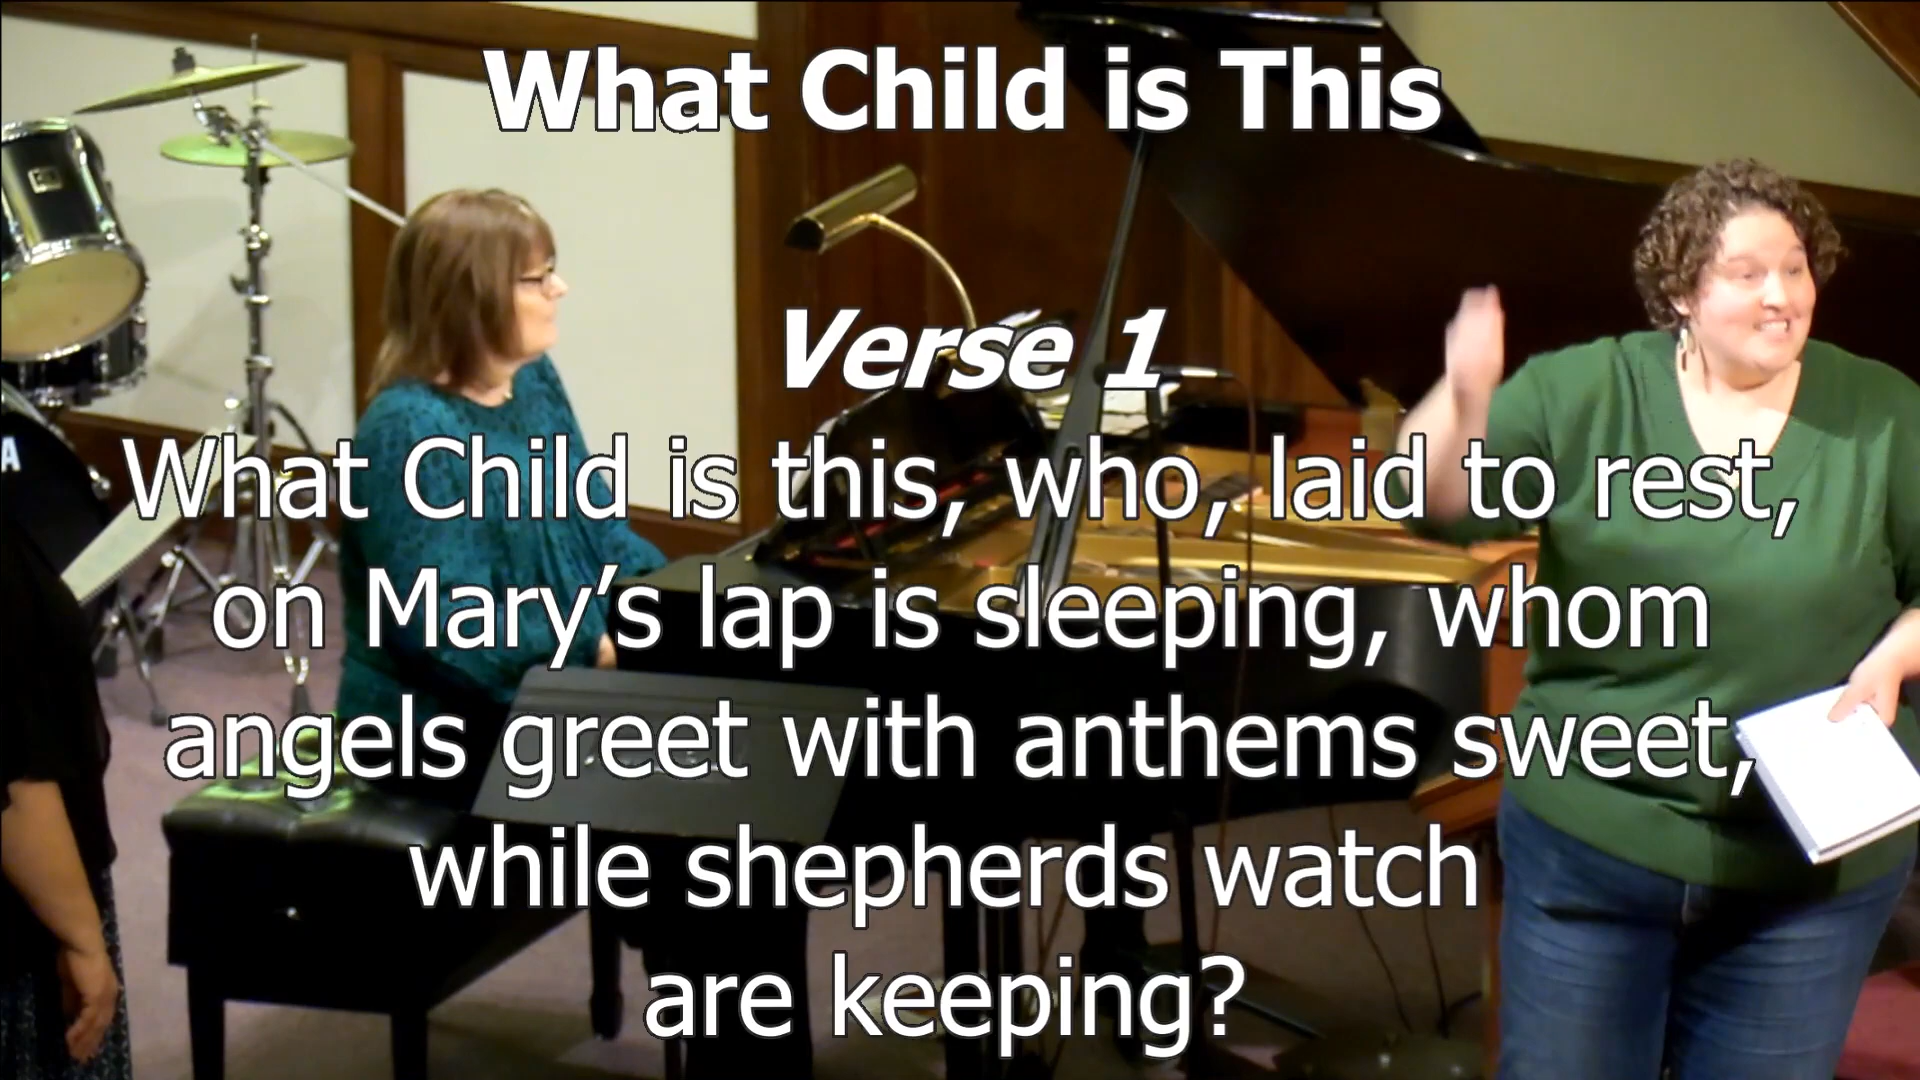 What Child is This
Verse 1
What Child is this, who, laid to rest,
on Mary’s lap is sleeping, whom
angels greet with anthems sweet,
while shepherds watch
are keeping?
A